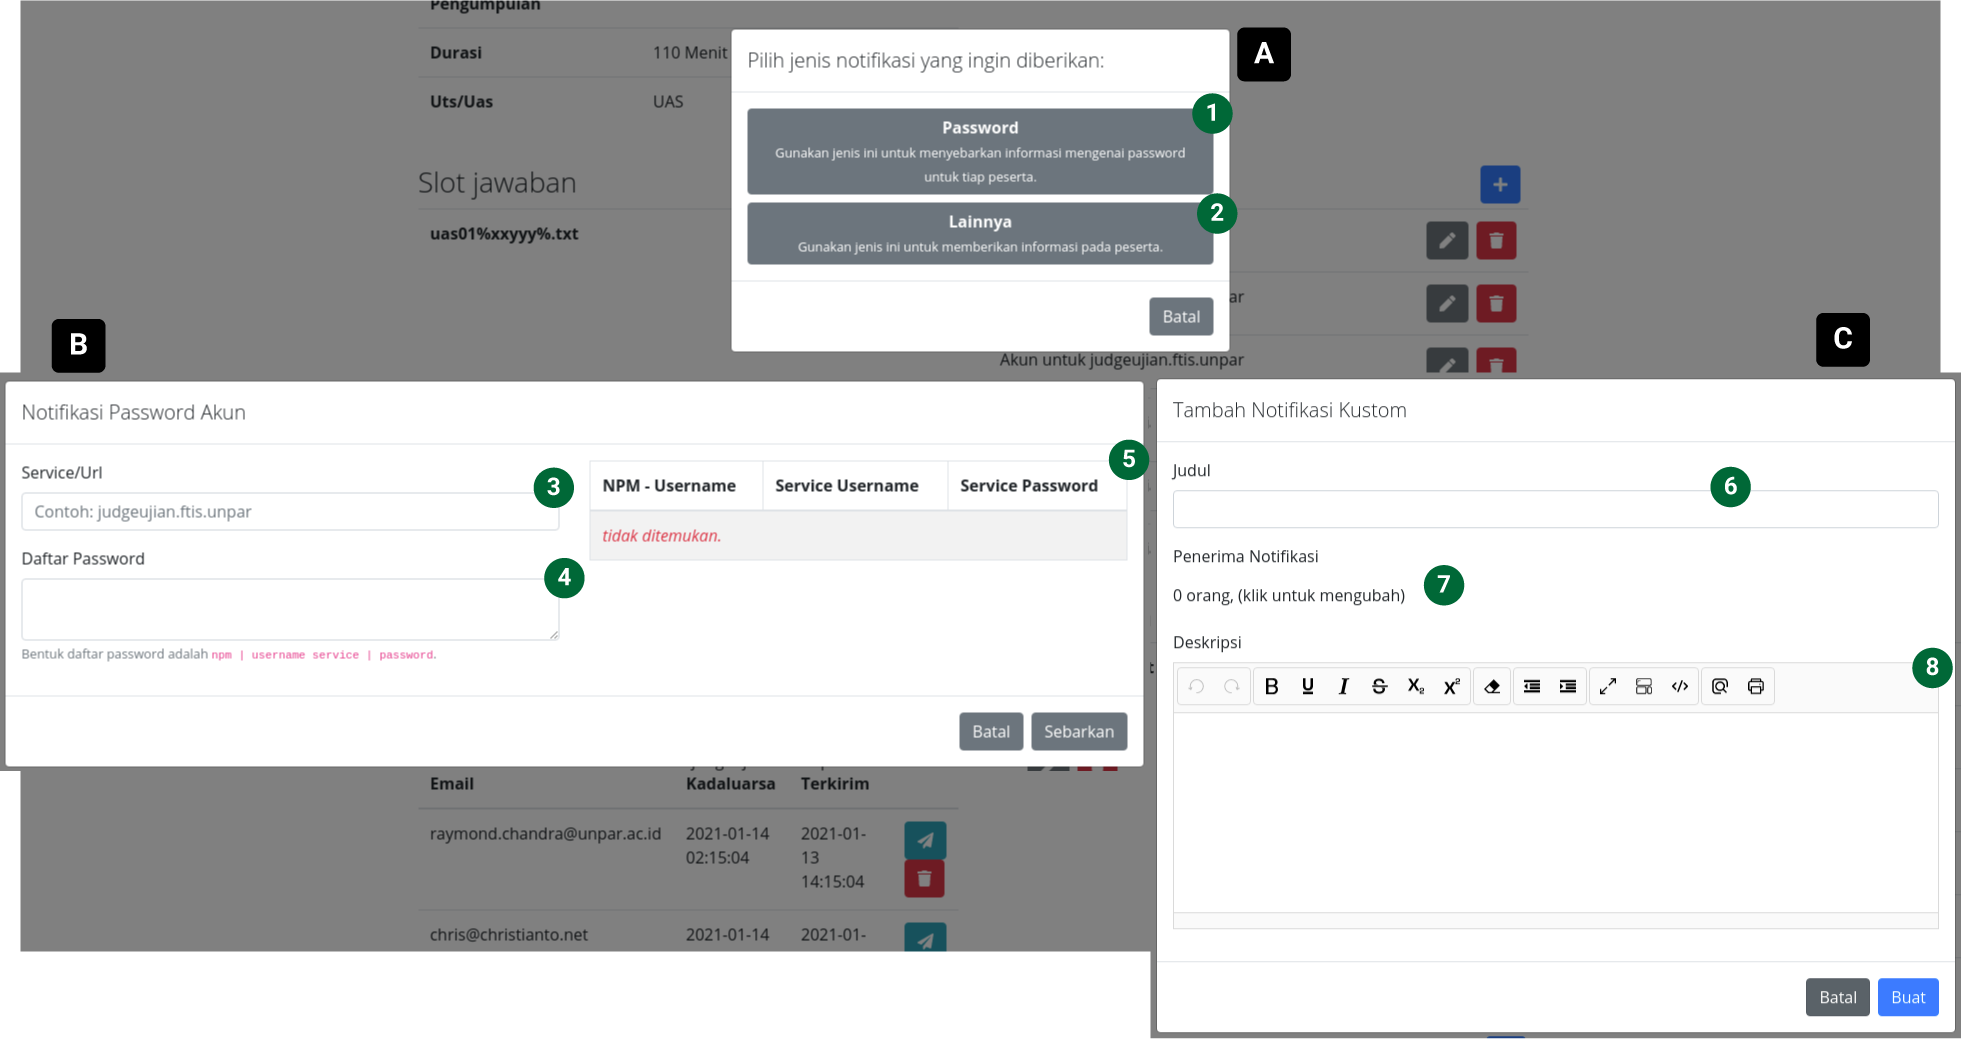 Pengumpulan
Durasi 110 Menit
Uts/Uas UAS
Slot jawaban
uas01%xxyyy%.txt
A
Pilih jenis notifikasi yang ingin diberikan:
1
Password
Gunakan jenis ini untuk menyebarkan informasi mengenai password
untuk tiap peserta.
2
Lainnya
Gunakan jenis ini untuk memberikan informasi pada peserta.
Batal
ar
Akun untuk judgeujian.ftis.unpar
B
Notifikasi Password Akun
Service/Url
3
Contoh: judgeujian.ftis.unpar
Daftar Password
4
Bentuk daftar password adalah npm | username service | password.
5
NPM - Username Service Username Service Password
tidak ditemukan.
Batal Sebarkan
C
Tambah Notifikasi Kustom
Judul
6
Penerima Notifikasi
0 orang, (klik untuk mengubah)
7
Deskripsi
8
B U I S X₂ X²
Batal Buat
Email Kadaluarsa Terkirim
raymond.chandra@unpar.ac.id 2021-01-14 2021-01-
02:15:04 13
14:15:04
chris@christianto.net 2021-01-14 2021-01-